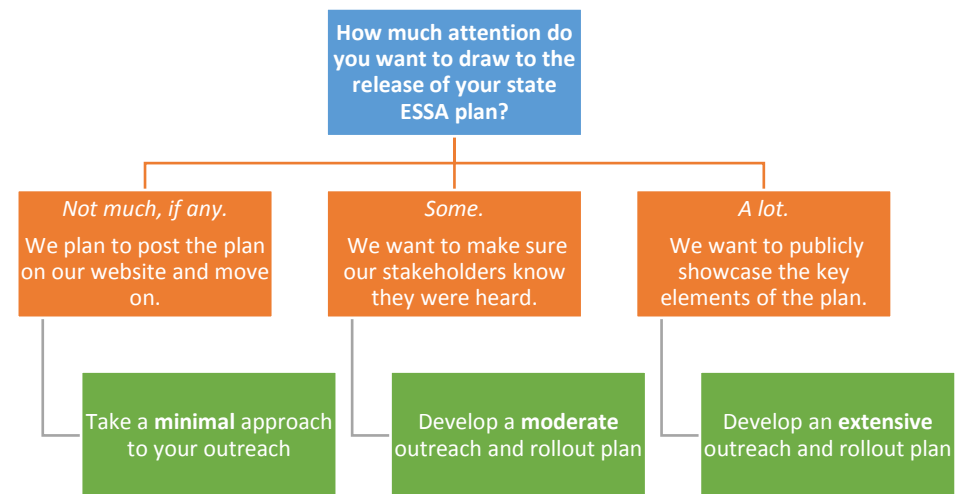 How much attention do
you want to draw to the
release of your state
ESSA plan?
Not much, if any.
We plan to post the plan
on our website and move
on.
Some.
We want to make sure
our stakeholders know
they were heard.
A lot.
We want to publicly
showcase the key
elements of the plan.
Take a minimal approach
to your outreach
Develop a moderate
outreach and rollout plan
Develop an extensive
outreach and rollout plan